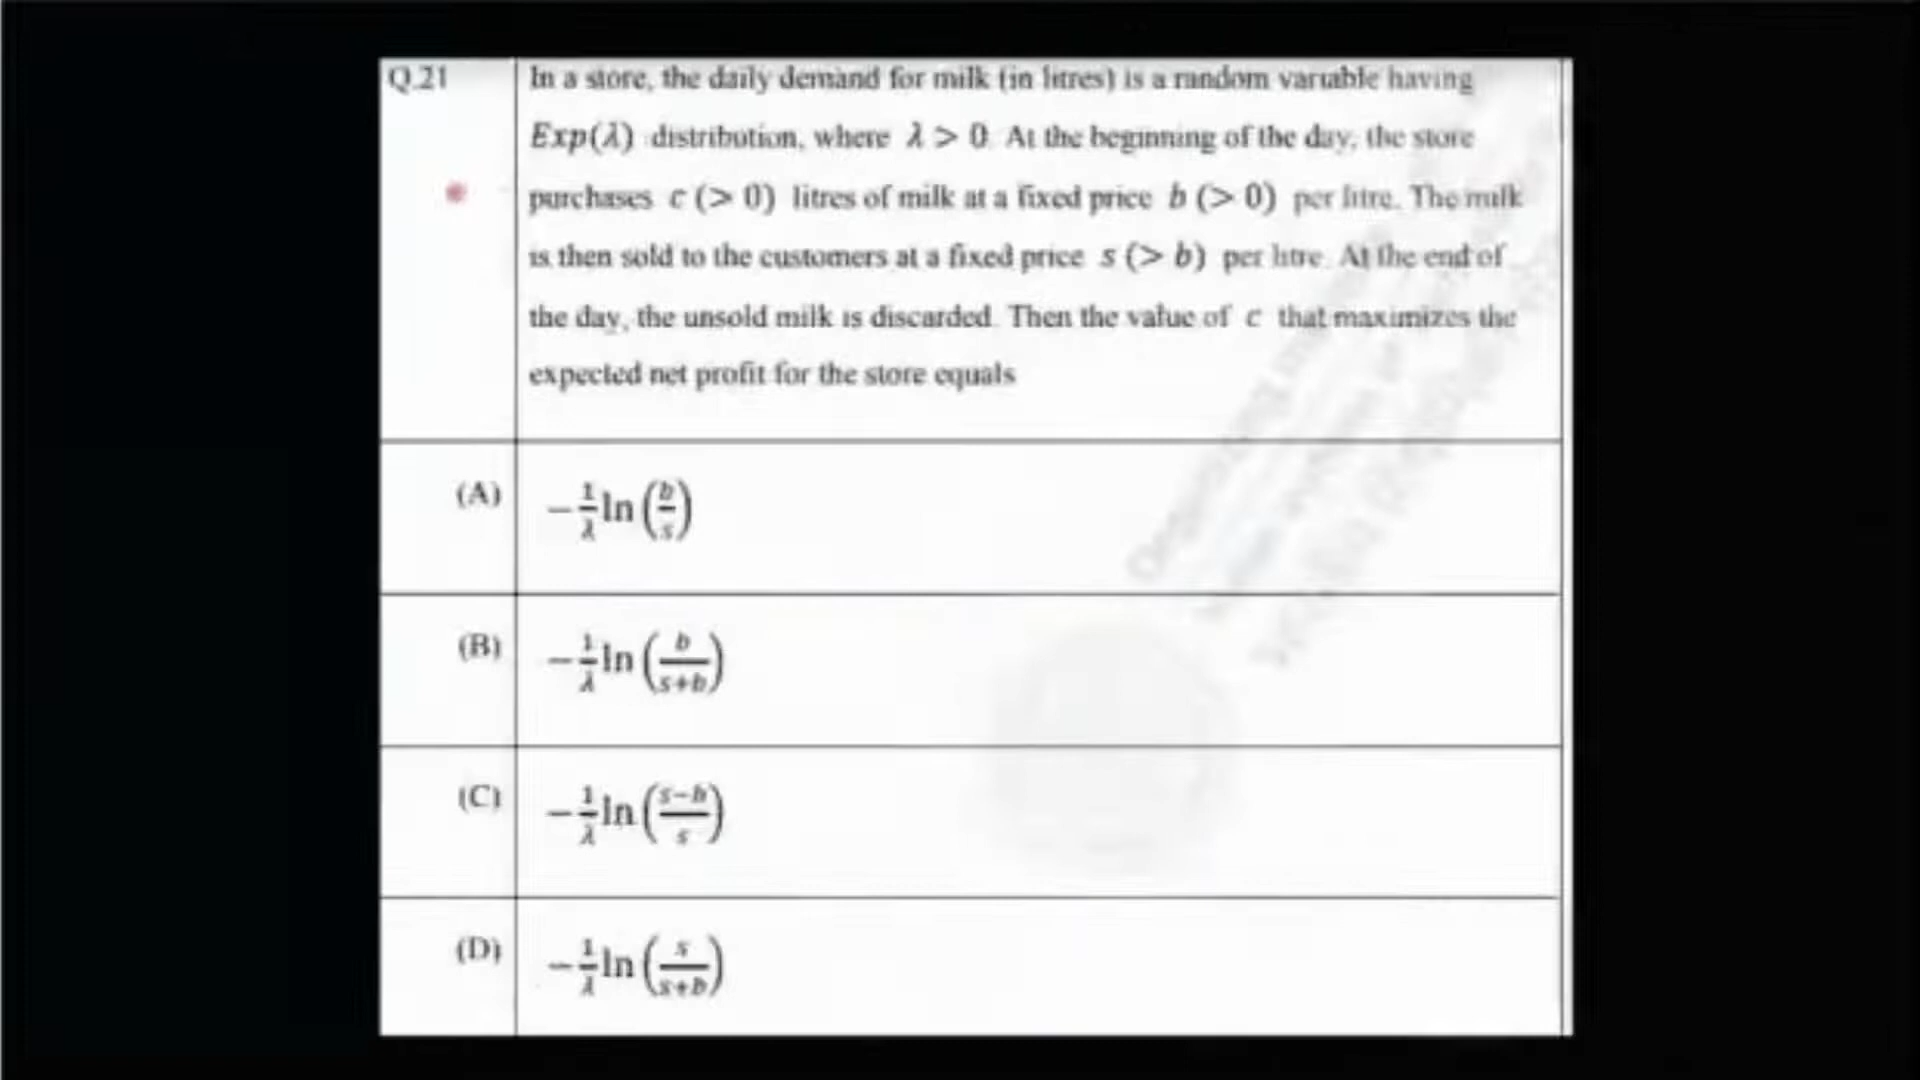 Q.21
In a store, the daily demand for milk (in litres) is a random variable having
Exp(λ) distribution, where λ > 0. At the beginning of the day, the store
purchases c (> 0) litres of milk at a fixed price b (> 0) per litre. The milk
is then sold to the customers at a fixed price s (> b) per litre. At the end of
the day, the unsold milk is discarded. Then the value of c that maximizes the
expected net profit for the store equals
(A) −1/λ ln (b/s)
(B) −1/λ ln (b/(s+b))
(C) −1/λ ln ((s−b)/s)
(D) −1/λ ln (s/(s+b))